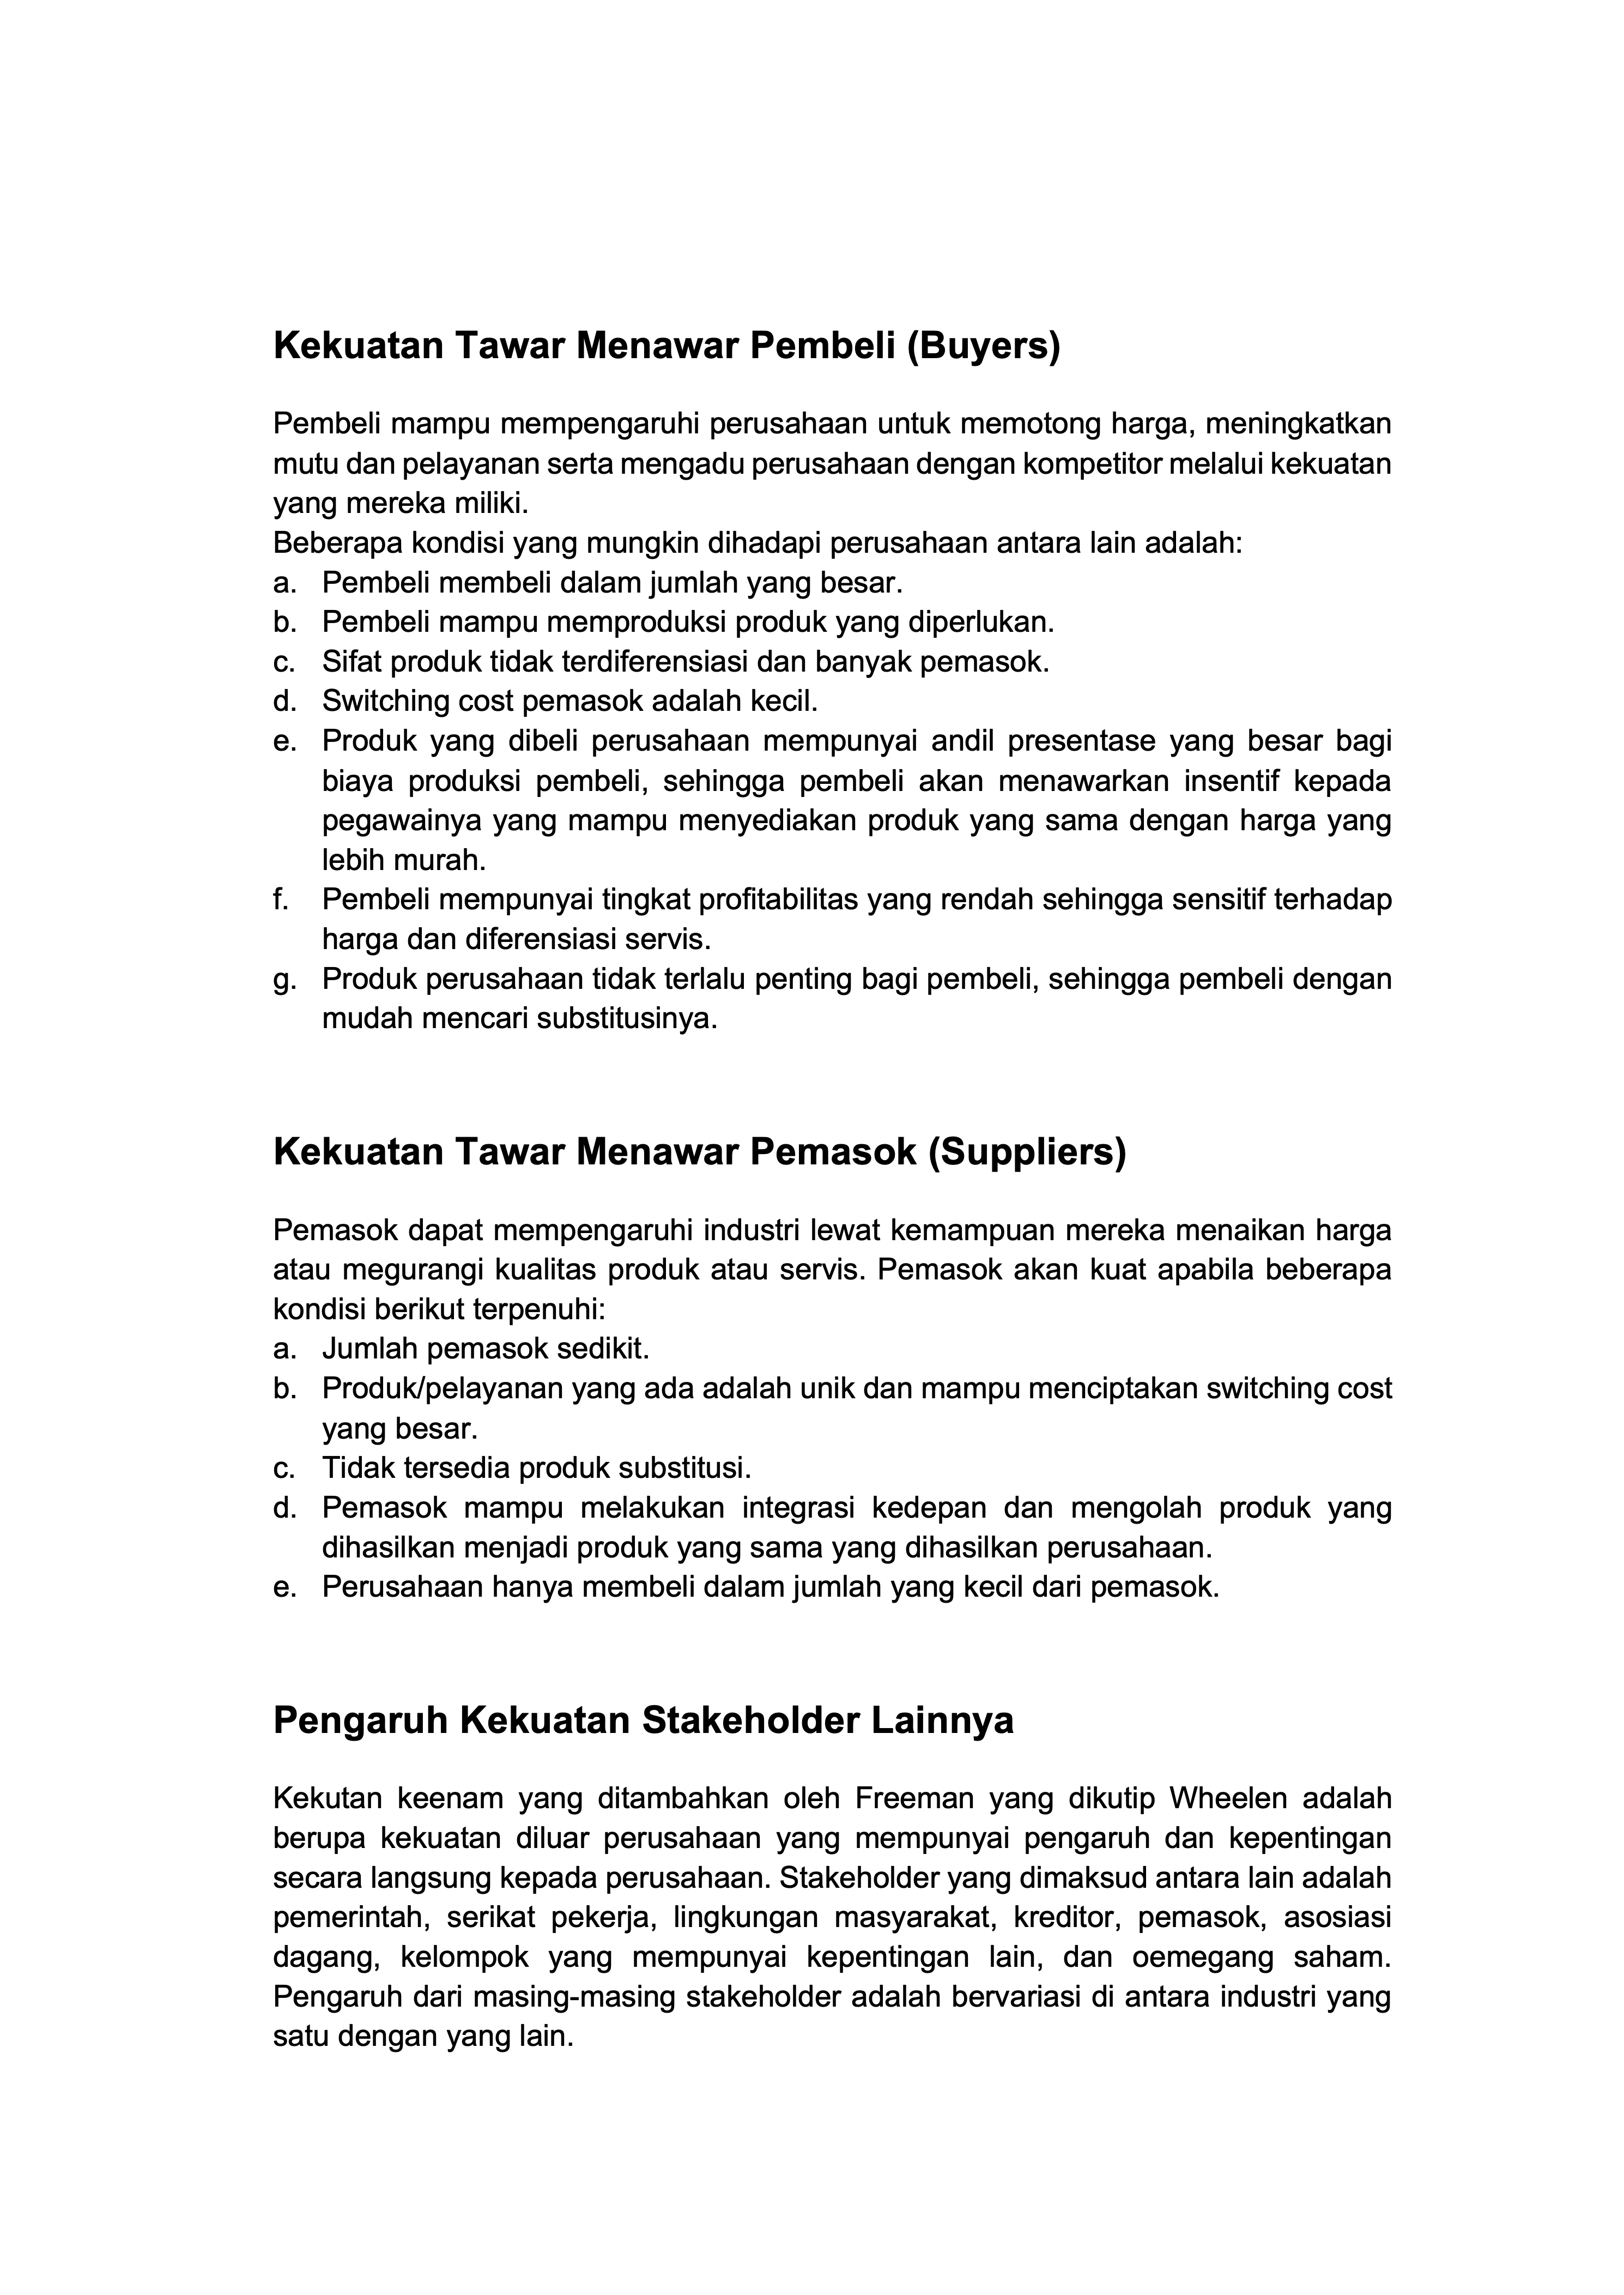 Kekuatan Tawar Menawar Pembeli (Buyers)
Pembeli mampu mempengaruhi perusahaan untuk memotong harga, meningkatkan
mutu dan pelayanan serta mengadu perusahaan dengan kompetitor melalui kekuatan
yang mereka miliki.
Beberapa kondisi yang mungkin dihadapi perusahaan antara lain adalah:
a. Pembeli membeli dalam jumlah yang besar.
b. Pembeli mampu memproduksi produk yang diperlukan.
c. Sifat produk tidak terdiferensiasi dan banyak pemasok.
d. Switching cost pemasok adalah kecil.
e. Produk yang dibeli perusahaan mempunyai andil presentase yang besar bagi
biaya produksi pembeli, sehingga pembeli akan menawarkan insentif kepada
pegawainya yang mampu menyediakan produk yang sama dengan harga yang
lebih murah.
f. Pembeli mempunyai tingkat profitabilitas yang rendah sehingga sensitif terhadap
harga dan diferensiasi servis.
g. Produk perusahaan tidak terlalu penting bagi pembeli, sehingga pembeli dengan
mudah mencari substitusinya.
Kekuatan Tawar Menawar Pemasok (Suppliers)
Pemasok dapat mempengaruhi industri lewat kemampuan mereka menaikan harga
atau megurangi kualitas produk atau servis. Pemasok akan kuat apabila beberapa
kondisi berikut terpenuhi:
a. Jumlah pemasok sedikit.
b. Produk/pelayanan yang ada adalah unik dan mampu menciptakan switching cost
yang besar.
c. Tidak tersedia produk substitusi.
d. Pemasok mampu melakukan integrasi kedepan dan mengolah produk yang
dihasilkan menjadi produk yang sama yang dihasilkan perusahaan.
e. Perusahaan hanya membeli dalam jumlah yang kecil dari pemasok.
Pengaruh Kekuatan Stakeholder Lainnya
Kekutan keenam yang ditambahkan oleh Freeman yang dikutip Wheelen adalah
berupa kekuatan diluar perusahaan yang mempunyai pengaruh dan kepentingan
secara langsung kepada perusahaan. Stakeholder yang dimaksud antara lain adalah
pemerintah, serikat pekerja, lingkungan masyarakat, kreditor, pemasok, asosiasi
dagang, kelompok yang mempunyai kepentingan lain, dan oemegang saham.
Pengaruh dari masing-masing stakeholder adalah bervariasi di antara industri yang
satu dengan yang lain.